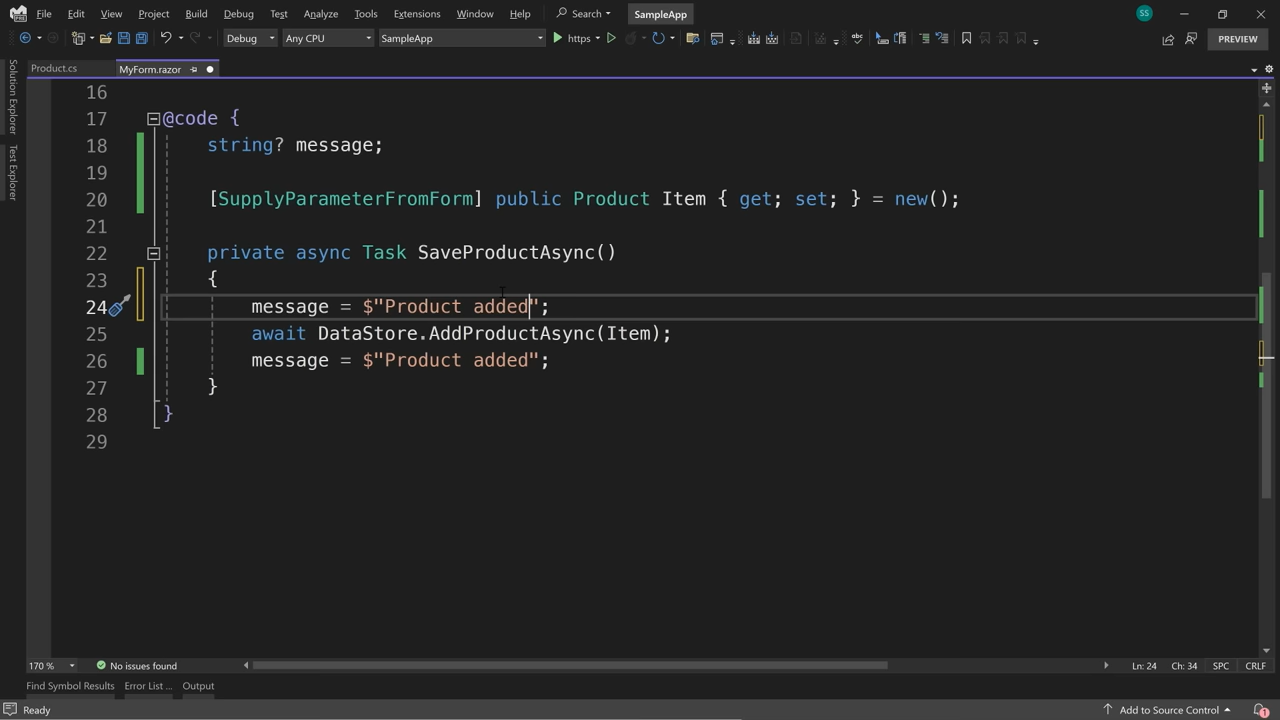 File Edit View Project Build Debug Test Analyze Tools Extensions Window Help Search SampleApp SS
Debug Any CPU SampleApp https PREVIEW
Product.cs MyForm.razor
Solution Explorer
Test Explorer
16
17 @code {
18 string? message;
19
20 [SupplyParameterFromForm] public Product Item { get; set; } = new();
21
22 private async Task SaveProductAsync()
23 {
24 message = $"Product added";
25 await DataStore.AddProductAsync(Item);
26 message = $"Product added";
27 }
28 }
29
170 % No issues found Ln: 24 Ch: 34 SPC CRLF
Find Symbol Results Error List ... Output
Ready Add to Source Control 1